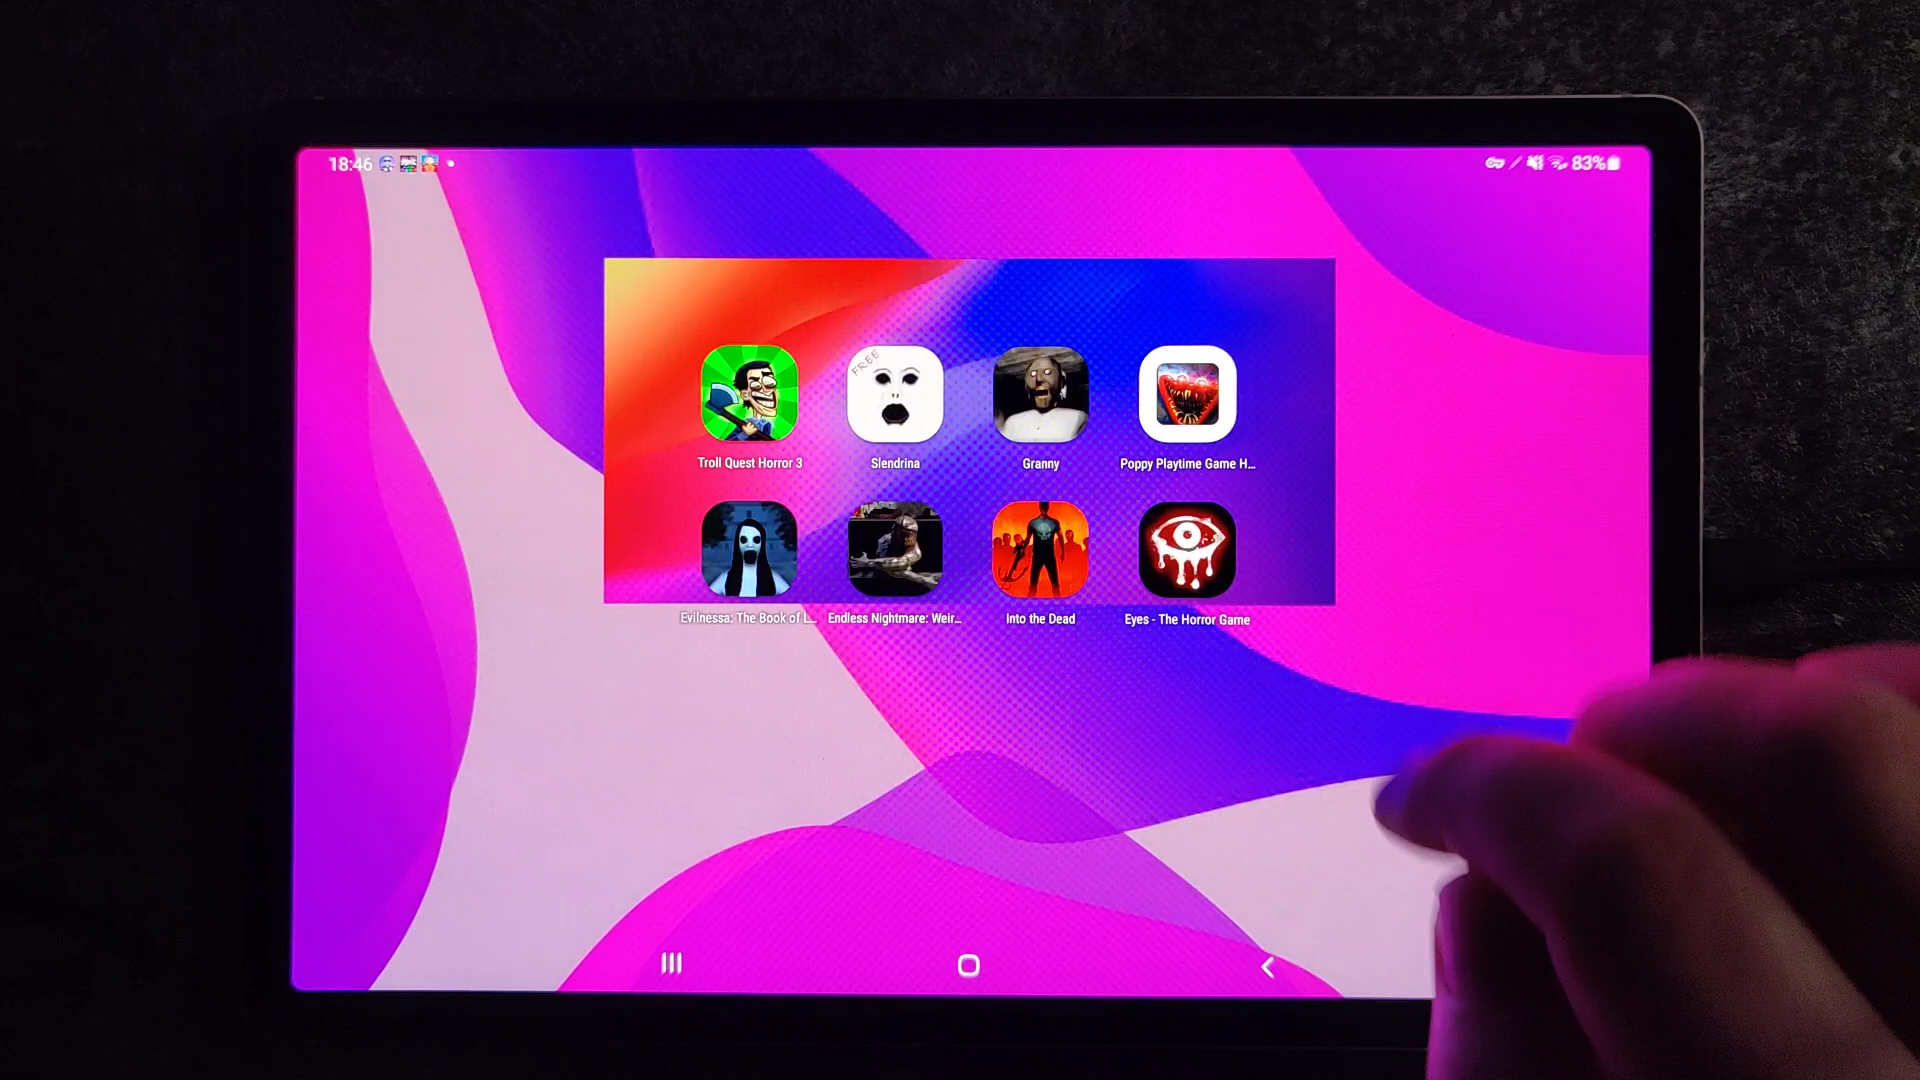 18:46
83%
FREE
Troll Quest Horror 3
Slendrina
Granny
Poppy Playtime Game H...
Evilnessa: The Book of L...
Endless Nightmare: Weir...
Into the Dead
Eyes - The Horror Game